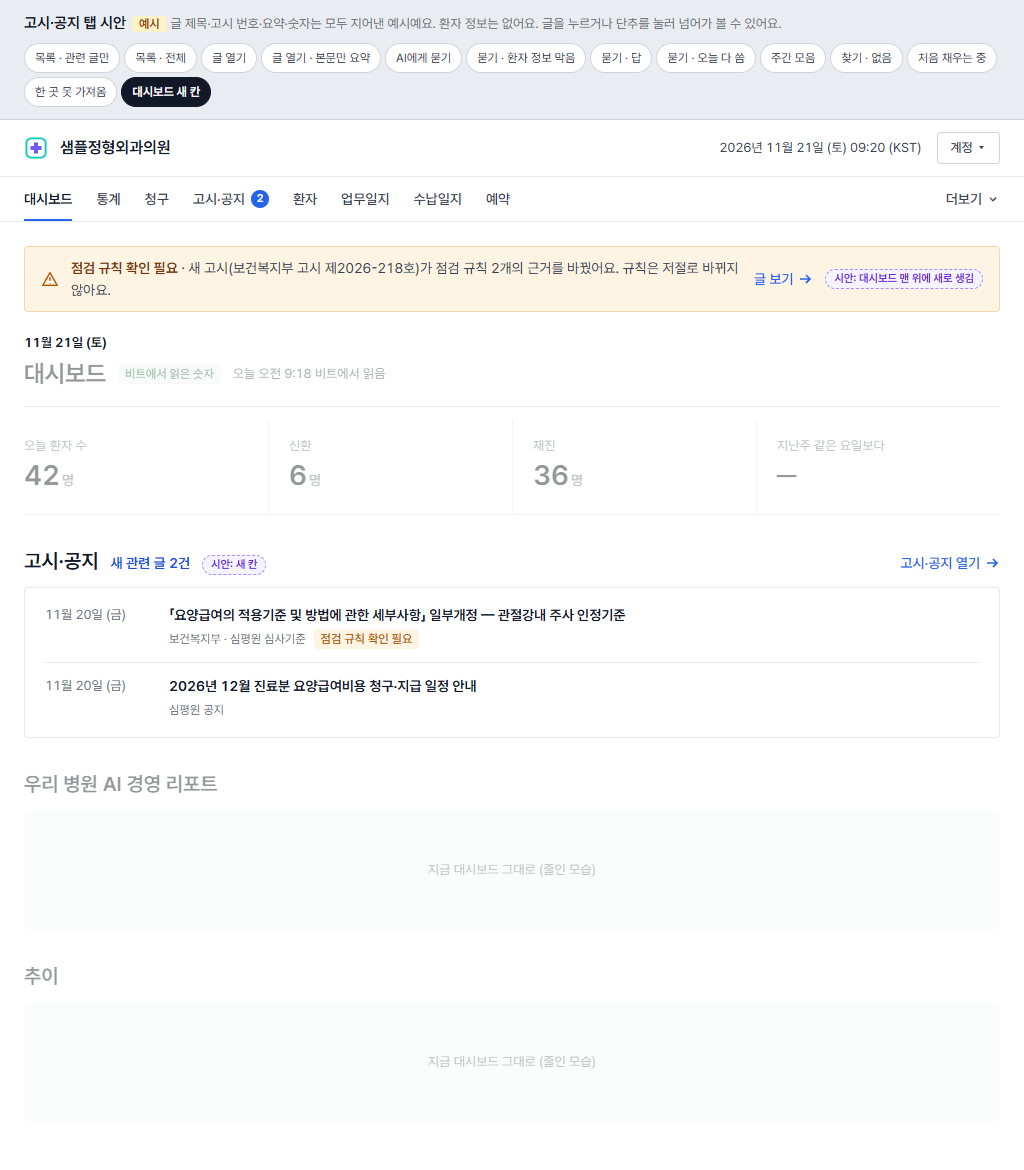 고시·공지 탭 시안 예시 글 제목·고시 번호·요약·숫자는 모두 지어낸 예시예요. 환자 정보는 없어요. 글을 누르거나 단추를 눌러 넘어가 볼 수 있어요.
목록 · 관련 글만 목록 · 전체 글 열기 글 열기 · 본문만 요약 AI에게 묻기 묻기 · 환자 정보 막음 묻기 · 답 묻기 · 오늘 다 씀 주간 모음 찾기 · 없음 처음 채우는 중
한 곳 못 가져옴 대시보드 새 칸
샘플정형외과의원 2026년 11월 21일 (토) 09:20 (KST) 계정
대시보드 통계 청구 고시·공지 2 환자 업무일지 수납일지 예약 더보기
점검 규칙 확인 필요 · 새 고시(보건복지부 고시 제2026-218호)가 점검 규칙 2개의 근거를 바꿨어요. 규칙은 저절로 바뀌지
않아요.
글 보기 → 시안: 대시보드 맨 위에 새로 생김
11월 21일 (토)
대시보드 비트에서 읽은 숫자 오늘 오전 9:18 비트에서 읽음
오늘 환자 수 신환 재진 지난주 같은 요일보다
42명 6명 36명 —
고시·공지 새 관련 글 2건 시안: 새 칸 고시·공지 열기 →
11월 20일 (금) 「요양급여의 적용기준 및 방법에 관한 세부사항」 일부개정 — 관절강내 주사 인정기준
보건복지부 · 심평원 심사기준 점검 규칙 확인 필요
11월 20일 (금) 2026년 12월 진료분 요양급여비용 청구·지급 일정 안내
심평원 공지
우리 병원 AI 경영 리포트
지금 대시보드 그대로 (줄인 모습)
추이
지금 대시보드 그대로 (줄인 모습)